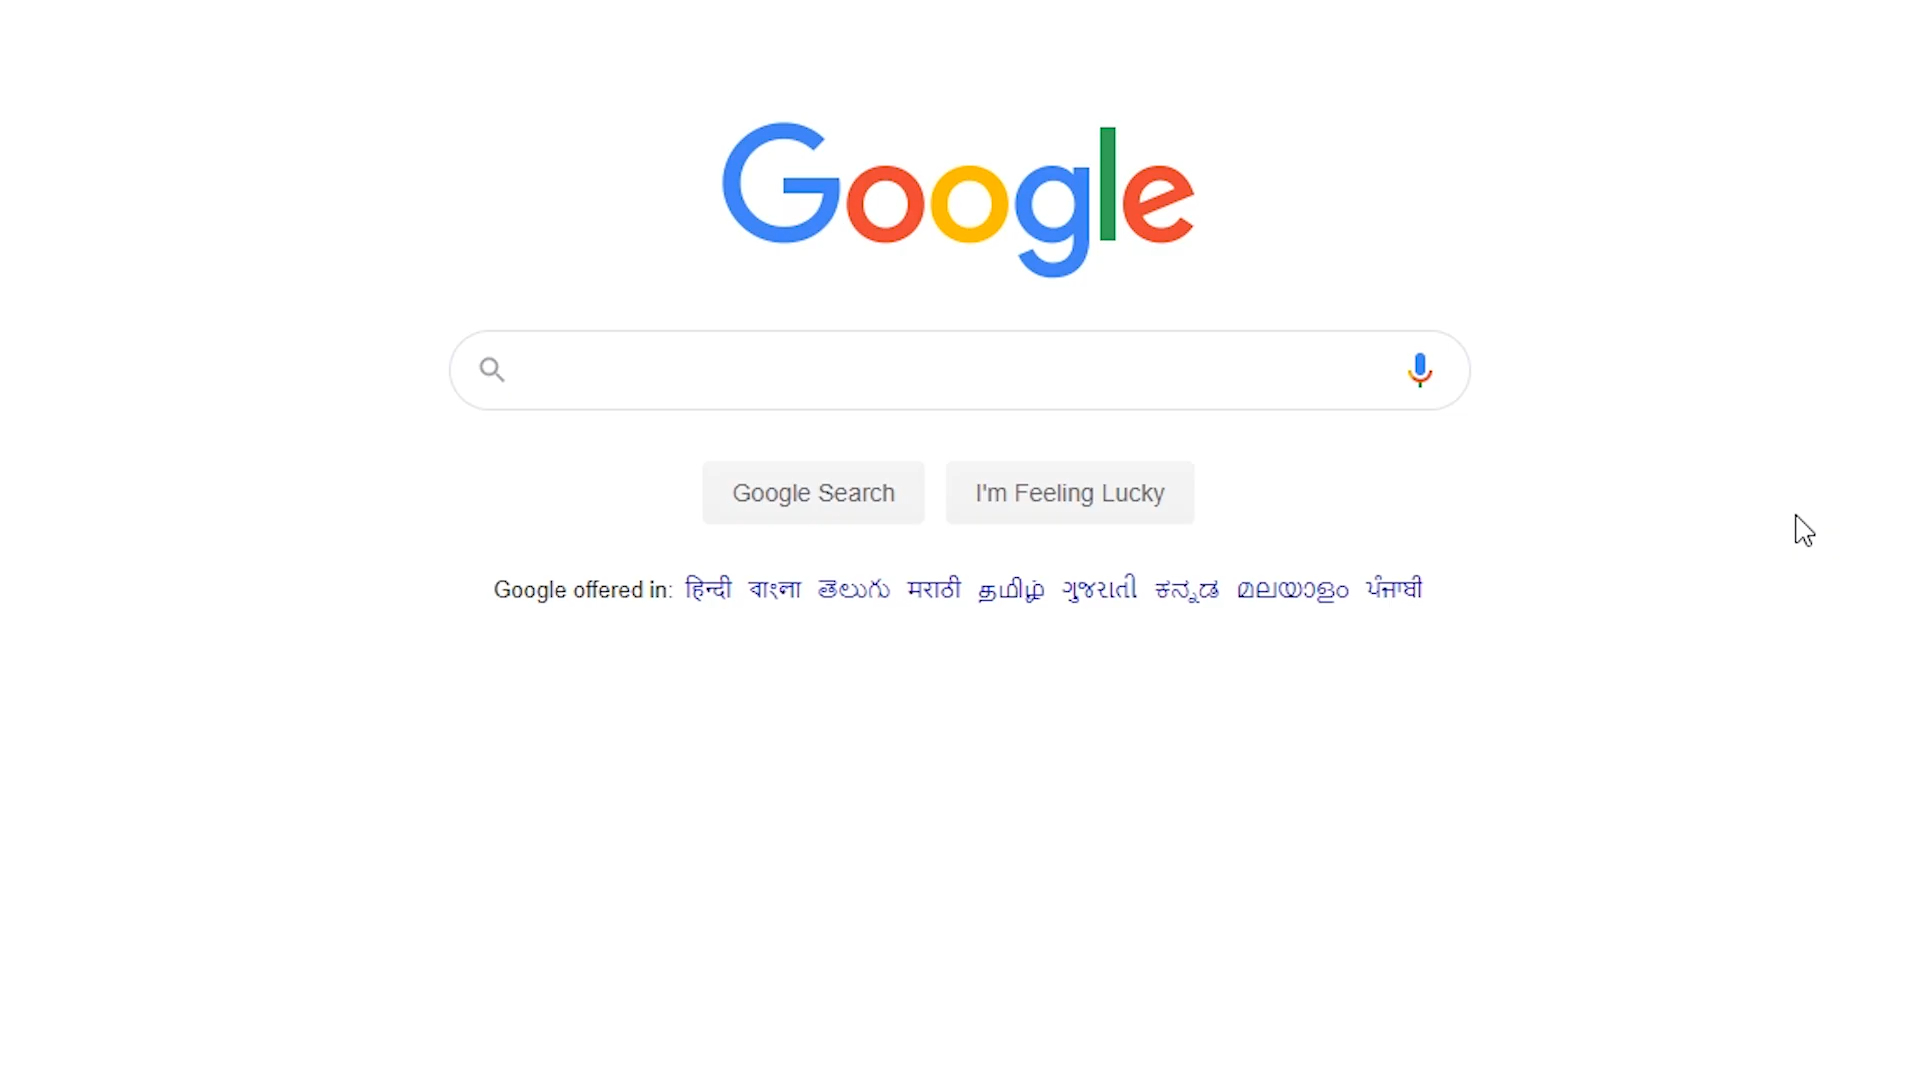 Google
Google Search I'm Feeling Lucky
Google offered in: हिन्दी বাংলা తెలుగు मराठी தமிழ் ગુજરાતી ಕನ್ನಡ മലയാളം ਪੰਜਾਬੀ